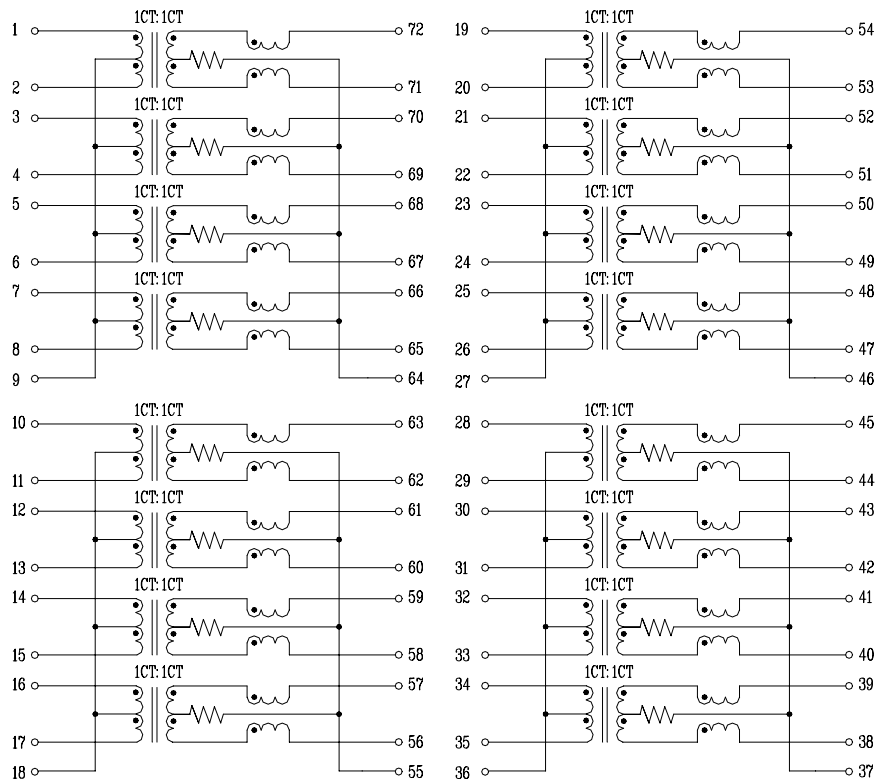 1CT:1CT 1CT:1CT
1 72 19 54
2 71 20 53
1CT:1CT 1CT:1CT
3 70 21 52
4 69 22 51
1CT:1CT 1CT:1CT
5 68 23 50
6 67 24 49
1CT:1CT 1CT:1CT
7 66 25 48
8 65 26 47
9 64 27 46
1CT:1CT 1CT:1CT
10 63 28 45
11 62 29 44
1CT:1CT 1CT:1CT
12 61 30 43
13 60 31 42
1CT:1CT 1CT:1CT
14 59 32 41
15 58 33 40
1CT:1CT 1CT:1CT
16 57 34 39
17 56 35 38
18 55 36 37